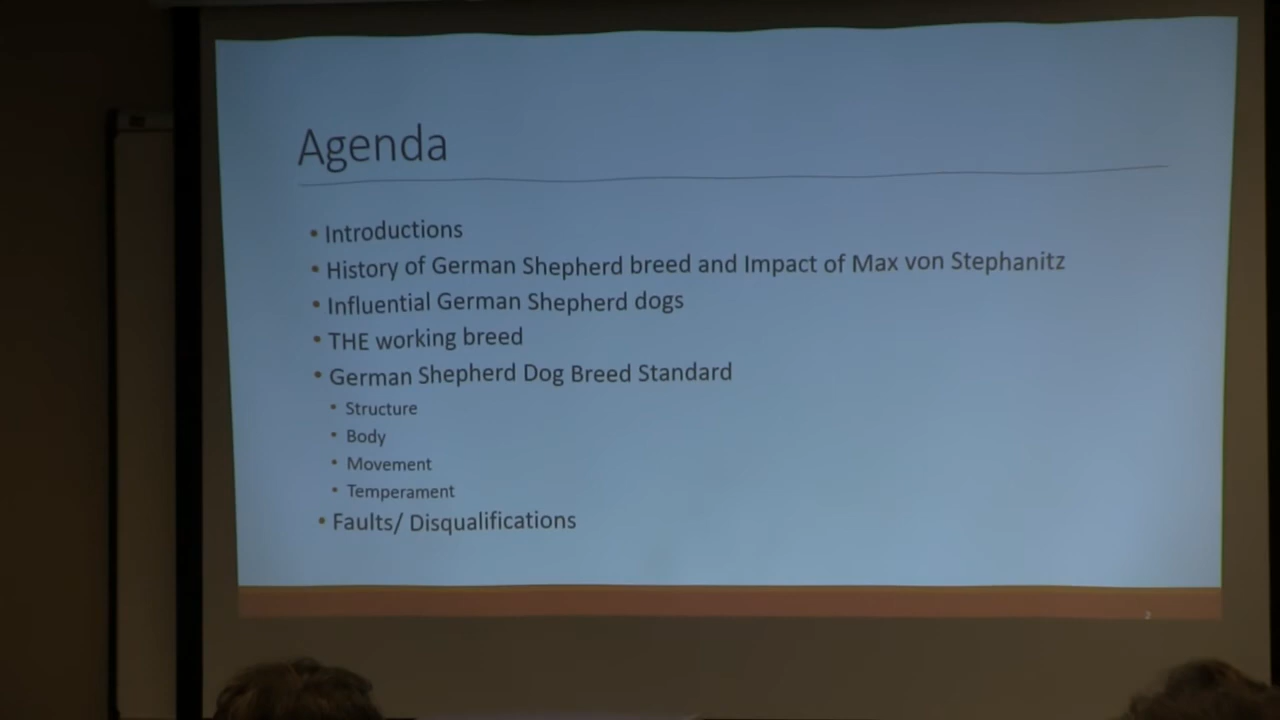 Agenda
• Introductions
• History of German Shepherd breed and Impact of Max von Stephanitz
• Influential German Shepherd dogs
• THE working breed
• German Shepherd Dog Breed Standard
• Structure
• Body
• Movement
• Temperament
• Faults/ Disqualifications
2